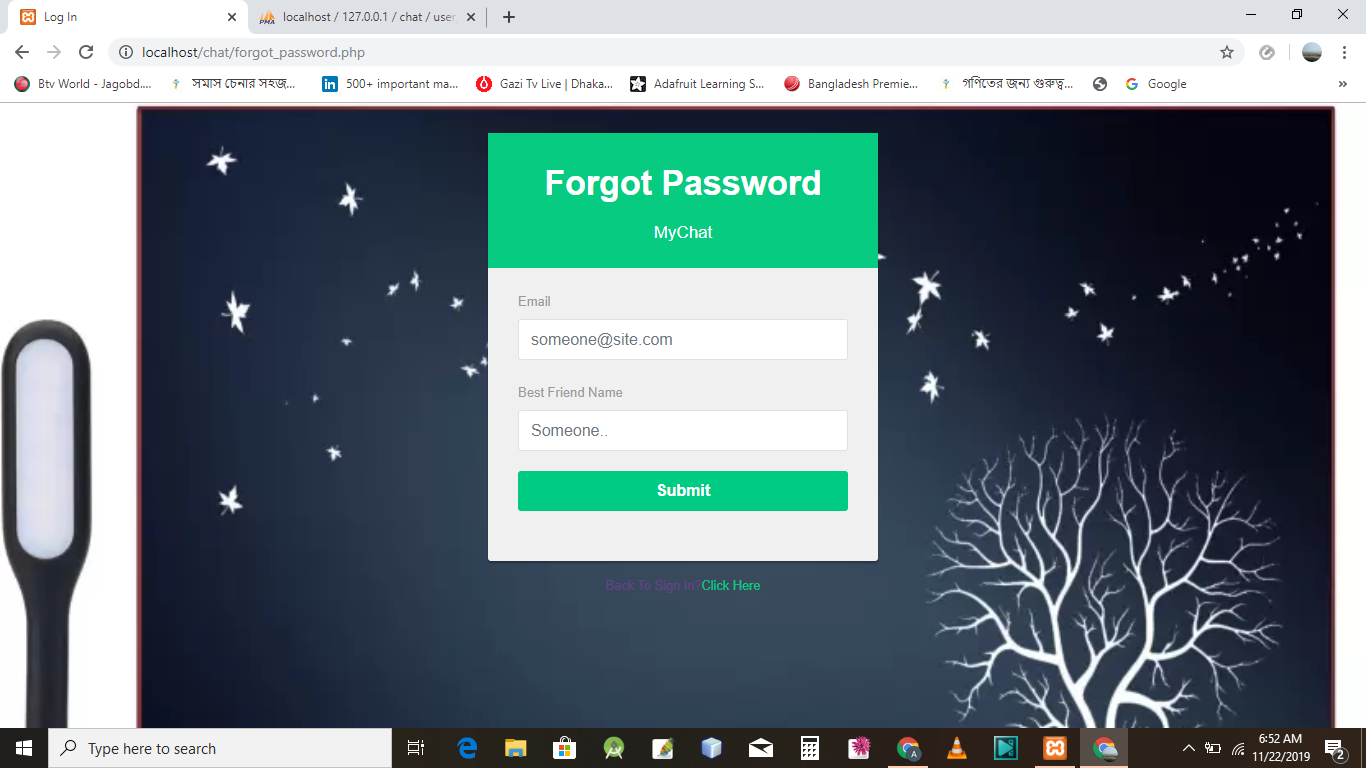 Log In
localhost / 127.0.0.1 / chat / user
localhost/chat/forgot_password.php
Btv World - Jagobd....
সমাস চেনার সহজ...
500+ important ma...
Gazi Tv Live | Dhaka...
Adafruit Learning S...
Bangladesh Premie...
গণিতের জন্য গুরুত্ব...
Google
Forgot Password
MyChat
Email
someone@site.com
Best Friend Name
Someone..
Submit
Back To Sign In?Click Here
Type here to search
6:52 AM
11/22/2019
2